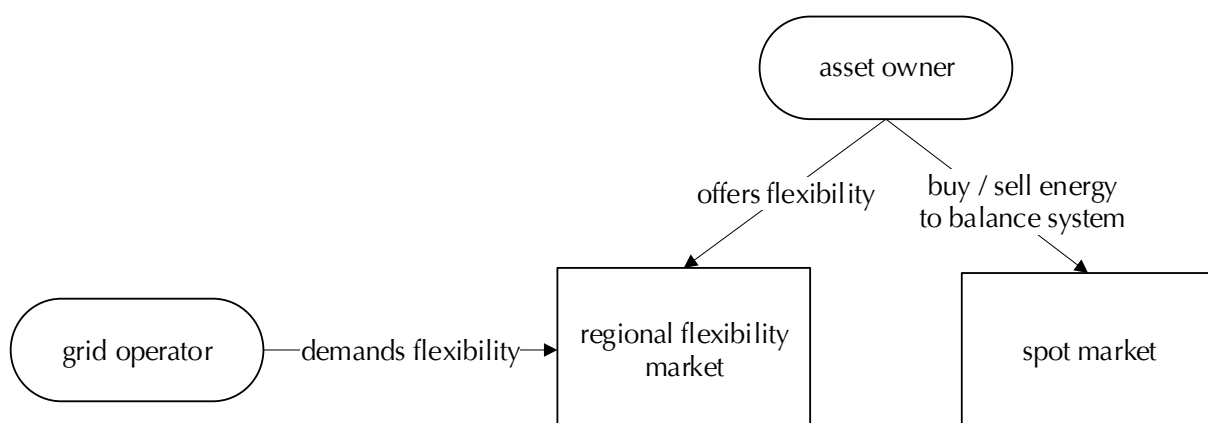 asset owner
offers flexibility
buy / sell energy
to balance system
grid operator
demands flexibility
regional flexibility
market
spot market